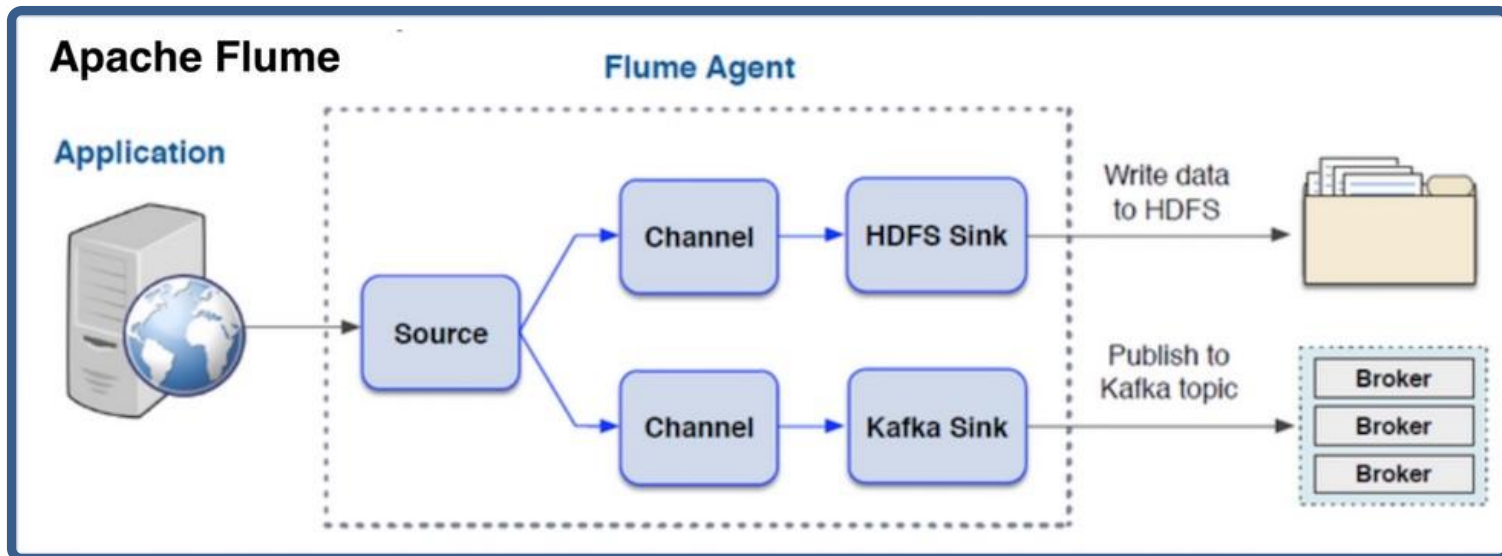 Apache Flume
Flume Agent
Application
Write data
to HDFS
Channel
HDFS Sink
Source
Publish to
Kafka topic
Channel
Kafka Sink
Broker
Broker
Broker